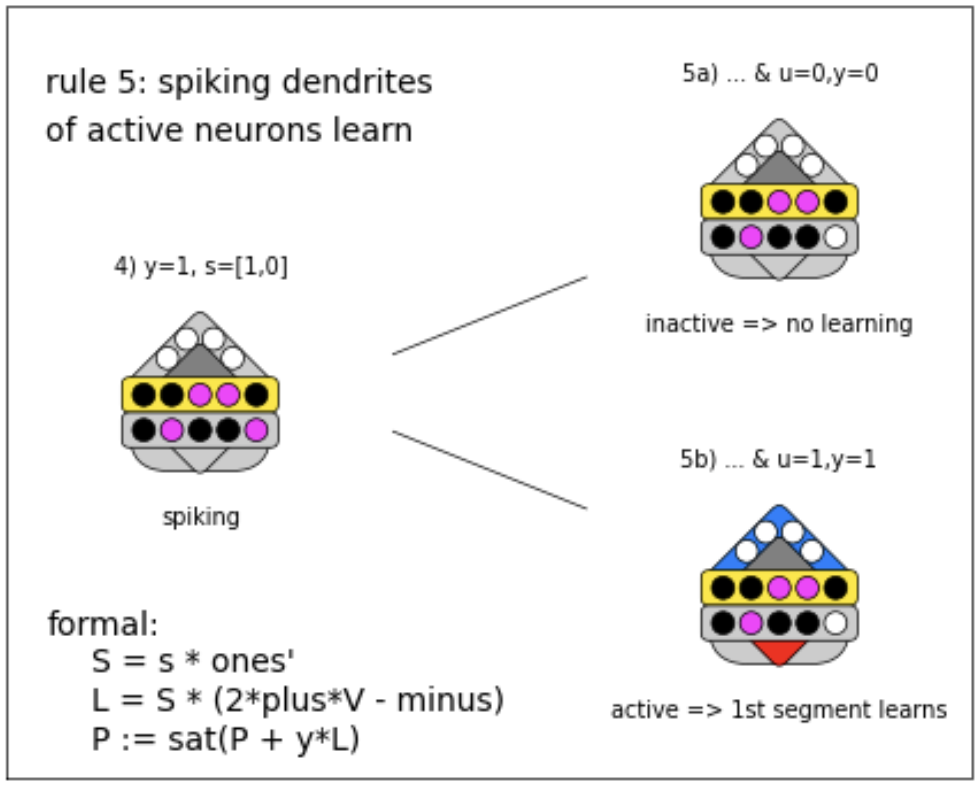 rule 5: spiking dendrites
of active neurons learn
4) y=1, s=[1,0]
spiking
5a) ... & u=0,y=0
inactive => no learning
5b) ... & u=1,y=1
active => 1st segment learns
formal:
S = s * ones'
L = S * (2*plus*V - minus)
P := sat(P + y*L)